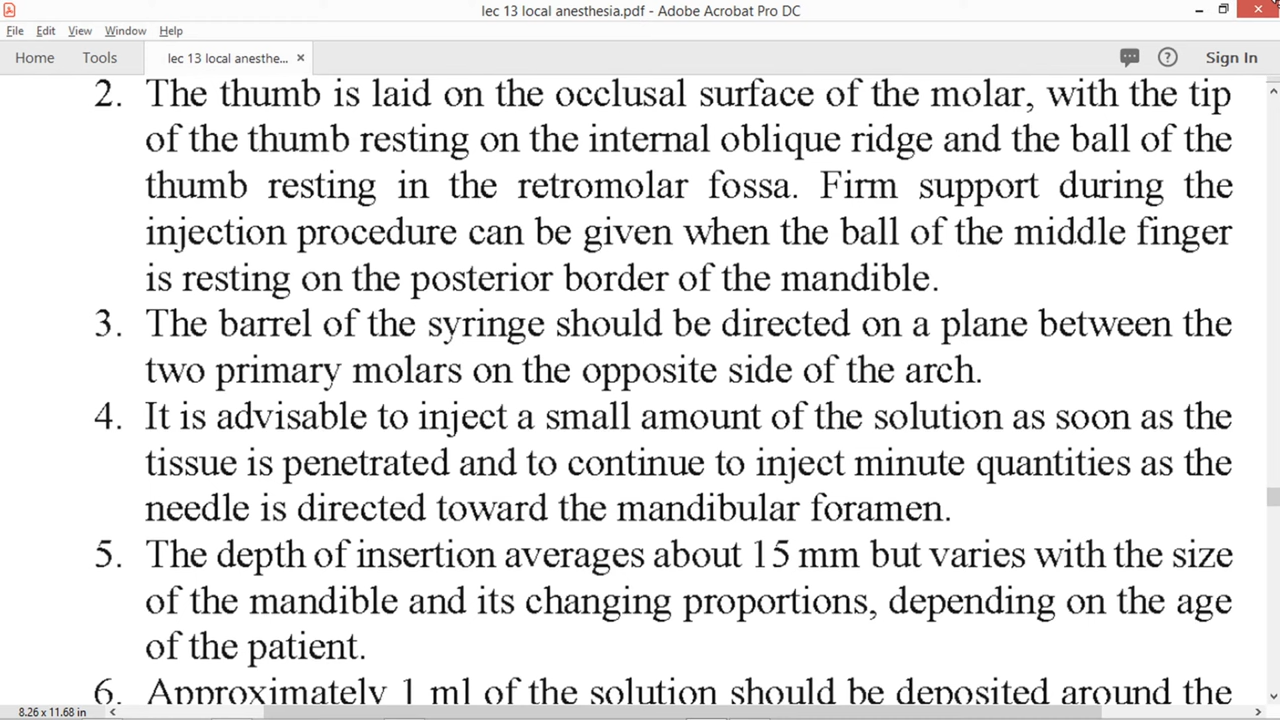 lec 13 local anesthesia.pdf - Adobe Acrobat Pro DC
File Edit View Window Help
Home Tools lec 13 local anesthe... × Sign In
2. The thumb is laid on the occlusal surface of the molar, with the tip
of the thumb resting on the internal oblique ridge and the ball of the
thumb resting in the retromolar fossa. Firm support during the
injection procedure can be given when the ball of the middle finger
is resting on the posterior border of the mandible.
3. The barrel of the syringe should be directed on a plane between the
two primary molars on the opposite side of the arch.
4. It is advisable to inject a small amount of the solution as soon as the
tissue is penetrated and to continue to inject minute quantities as the
needle is directed toward the mandibular foramen.
5. The depth of insertion averages about 15 mm but varies with the size
of the mandible and its changing proportions, depending on the age
of the patient.
6. Approximately 1 ml of the solution should be deposited around the
8.26 x 11.68 in